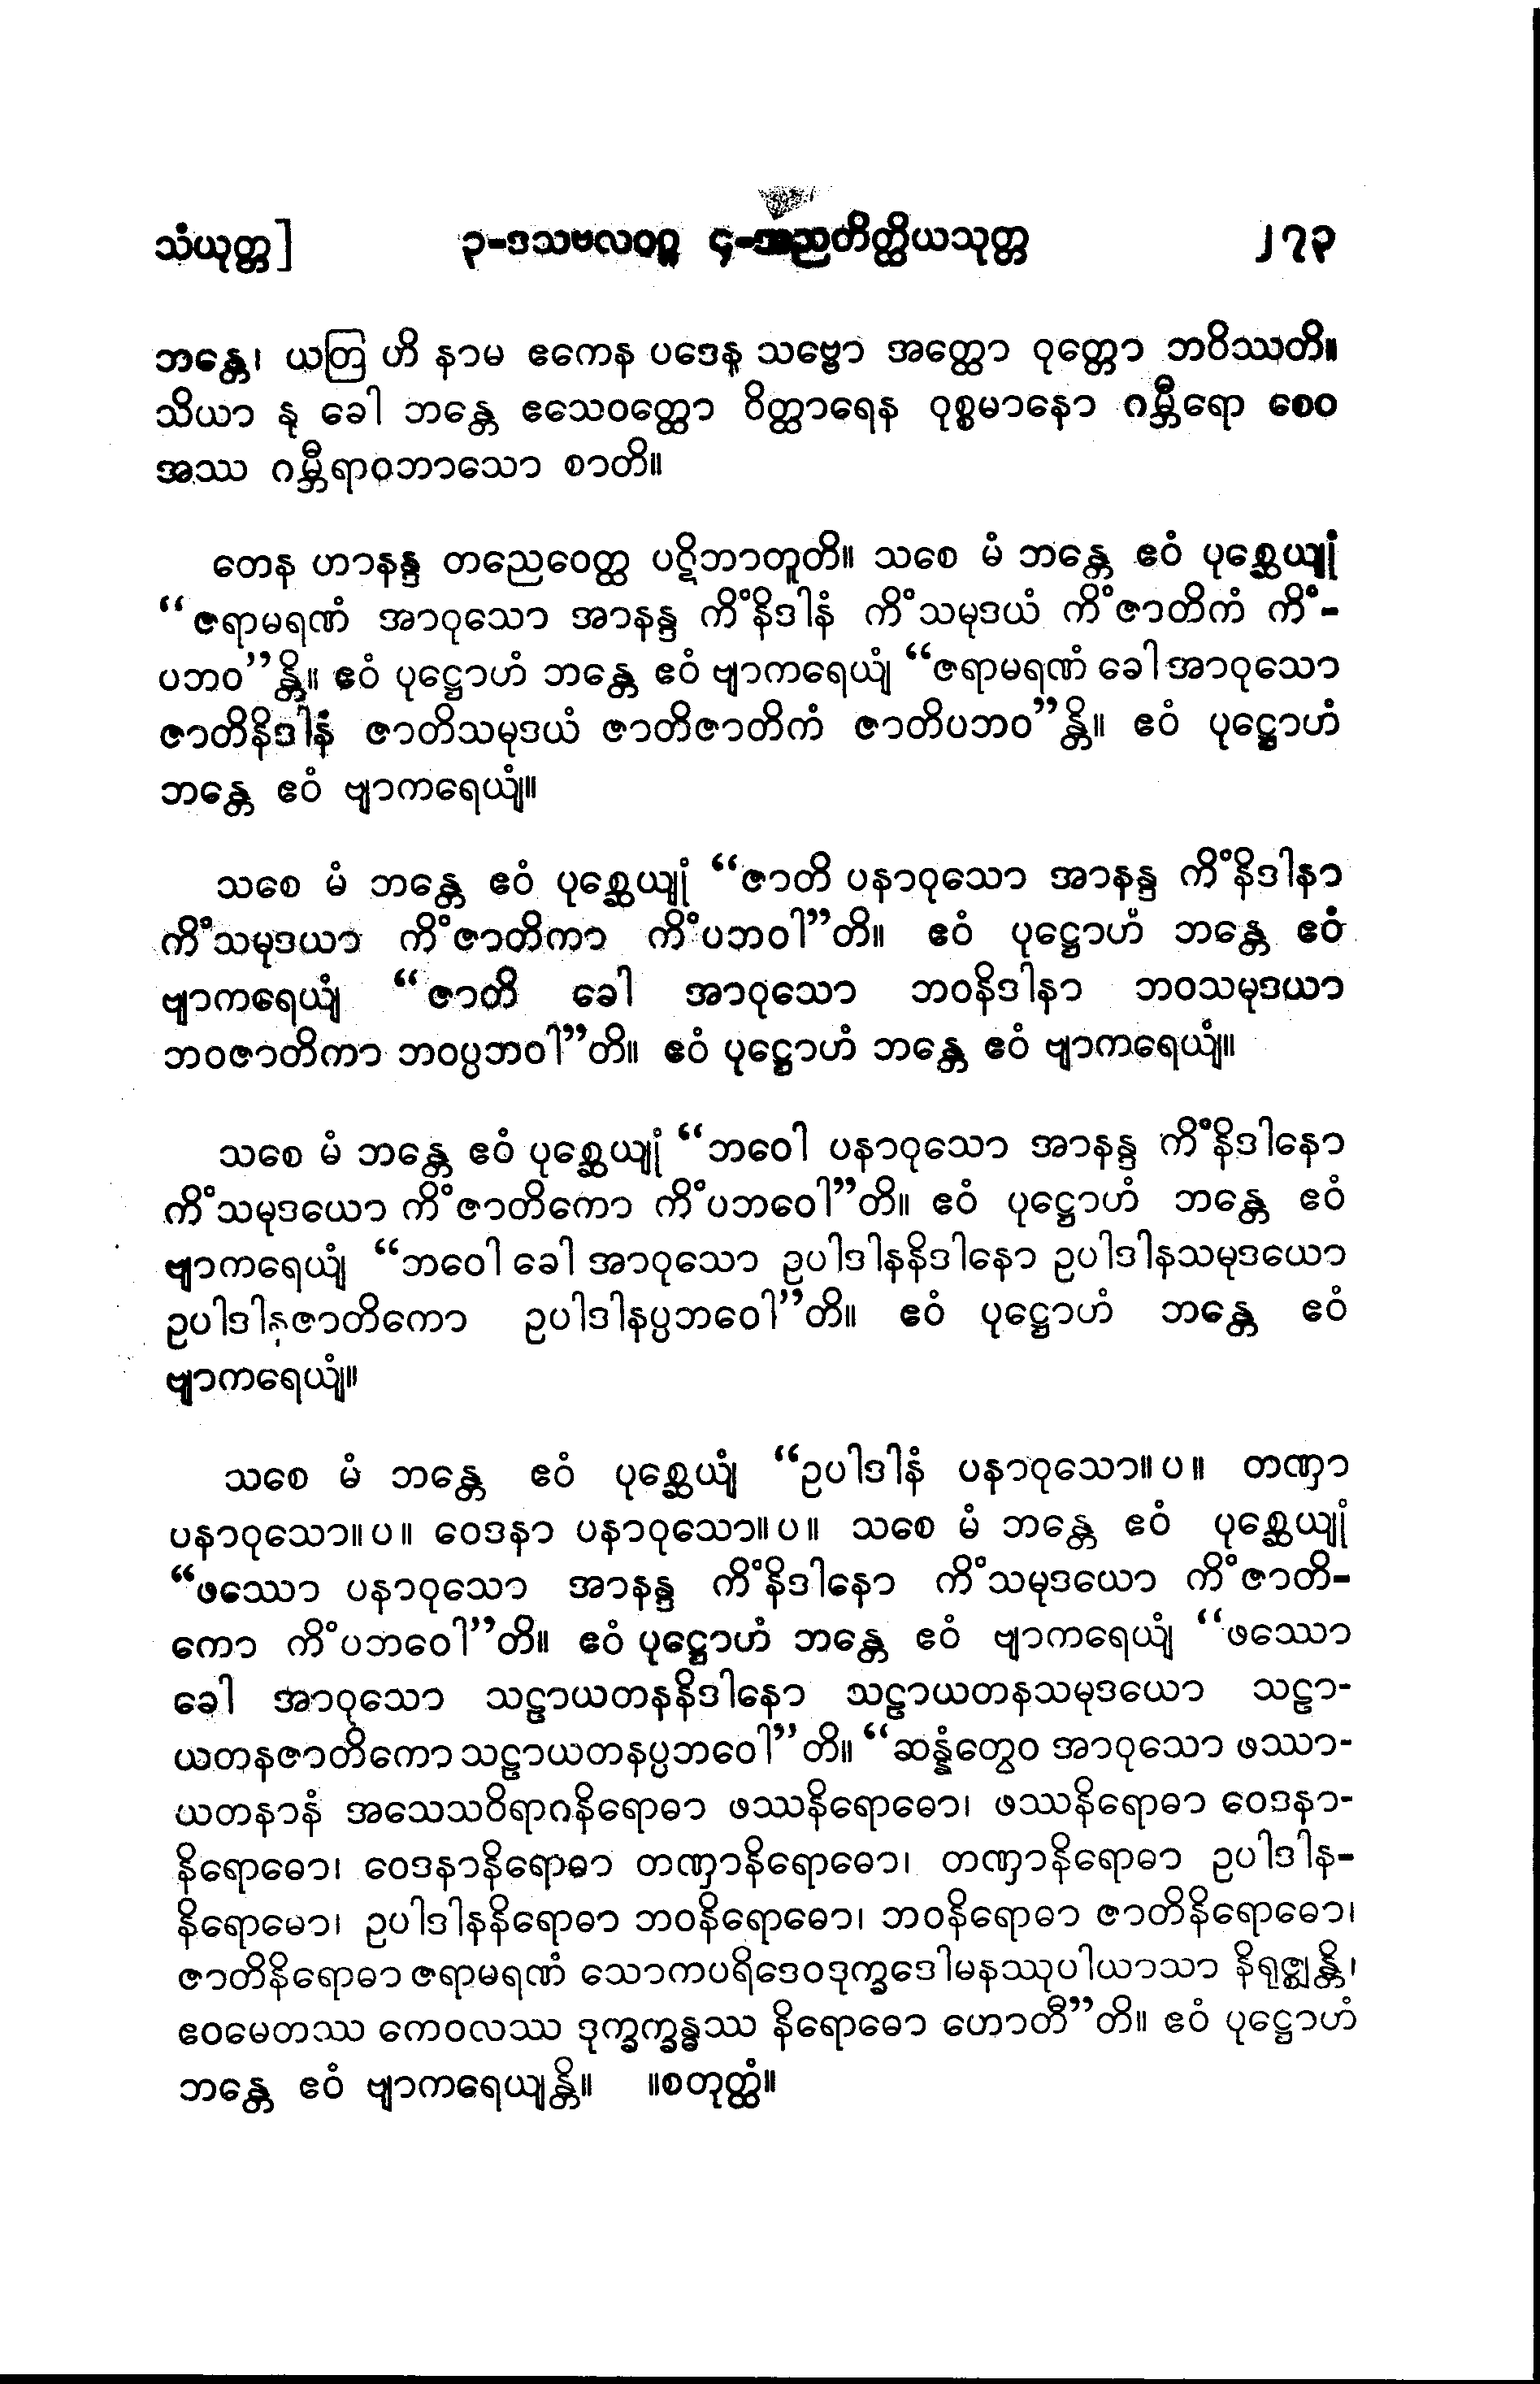 သံယုတ္တ] ၃-ဒသဗလဝဂ္ဂ ၄-အညတိတ္ထိယသုတ္တ ၂၇၃
ဘန္တေ၊ ယတြ ဟိ နာမ ဧကေန ပဒေန သဗ္ဗော အတ္ထော ဝုတ္တော ဘဝိဿတိ။
သိယာ နု ခေါ ဘန္တေ ဧသေဝတ္ထော ဝိတ္ထာရေန ဝုစ္စမာနော ဂမ္ဘီရော စေဝ
အဿ ဂမ္ဘီရာဝဘာသော စာတိ။
တေန ဟာနန္ဒ တညေဝေတ္ထ ပဋိဘာတူတိ။ သစေ မံ ဘန္တေ ဧဝံ ပုစ္ဆေယျုံ
“ဇရာမရဏံ အာဝုသော အာနန္ဒ ကိံနိဒါနံ ကိံသမုဒယံ ကိံဇာတိကံ ကိံ-
ပဘဝ”န္တိ။ ဧဝံ ပုဋ္ဌောဟံ ဘန္တေ ဧဝံ ဗျာကရေယျံ “ဇရာမရဏံ ခေါ အာဝုသော
ဇာတိနိဒါနံ ဇာတိသမုဒယံ ဇာတိဇာတိကံ ဇာတိပဘဝ”န္တိ။ ဧဝံ ပုဋ္ဌောဟံ
ဘန္တေ ဧဝံ ဗျာကရေယျံ။
သစေ မံ ဘန္တေ ဧဝံ ပုစ္ဆေယျုံ “ဇာတိ ပနာဝုသော အာနန္ဒ ကိံနိဒါနာ
ကိံသမုဒယာ ကိံဇာတိကာ ကိံပဘဝါ”တိ။ ဧဝံ ပုဋ္ဌောဟံ ဘန္တေ ဧဝံ
ဗျာကရေယျံ “ဇာတိ ခေါ အာဝုသော ဘဝနိဒါနာ ဘဝသမုဒယာ
ဘဝဇာတိကာ ဘဝပ္ပဘဝါ”တိ။ ဧဝံ ပုဋ္ဌောဟံ ဘန္တေ ဧဝံ ဗျာကရေယျံ။
သစေ မံ ဘန္တေ ဧဝံ ပုစ္ဆေယျုံ “ဘဝေါ ပနာဝုသော အာနန္ဒ ကိံနိဒါနော
ကိံသမုဒယော ကိံဇာတိကော ကိံပဘဝေါ”တိ။ ဧဝံ ပုဋ္ဌောဟံ ဘန္တေ ဧဝံ
ဗျာကရေယျံ “ဘဝေါ ခေါ အာဝုသော ဥပါဒါနနိဒါနော ဥပါဒါနသမုဒယော
ဥပါဒါနဇာတိကော ဥပါဒါနပ္ပဘဝေါ”တိ။ ဧဝံ ပုဋ္ဌောဟံ ဘန္တေ ဧဝံ
ဗျာကရေယျံ။
သစေ မံ ဘန္တေ ဧဝံ ပုစ္ဆေယျံ “ဥပါဒါနံ ပနာဝုသော။ပ။ တဏှာ
ပနာဝုသော။ပ။ ဝေဒနာ ပနာဝုသော။ပ။ သစေ မံ ဘန္တေ ဧဝံ ပုစ္ဆေယျုံ
“ဖဿော ပနာဝုသော အာနန္ဒ ကိံနိဒါနော ကိံသမုဒယော ကိံဇာတိ-
ကော ကိံပဘဝေါ”တိ။ ဧဝံ ပုဋ္ဌောဟံ ဘန္တေ ဧဝံ ဗျာကရေယျံ “ဖဿော
ခေါ အာဝုသော သဠာယတနနိဒါနော သဠာယတနသမုဒယော သဠာ-
ယတနဇာတိကော သဠာယတနပ္ပဘဝေါ”တိ။ “ဆန္နံတွေဝ အာဝုသော ဖဿာ-
ယတနာနံ အသေသဝိရာဂနိရောဓာ ဖဿနိရောဓော၊ ဖဿနိရောဓာ ဝေဒနာ-
နိရောဓော၊ ဝေဒနာနိရောဓာ တဏှာနိရောဓော၊ တဏှာနိရောဓာ ဥပါဒါန-
နိရောမော၊ ဥပါဒါနနိရောဓာ ဘဝနိရောဓော၊ ဘဝနိရောဓာ ဇာတိနိရောဓော၊
ဇာတိနိရောဓာ ဇရာမရဏံ သောကပရိဒေဝဒုက္ခဒေါမနဿုပါယာသာ နိရုဇ္ဈန္တိ၊
ဧဝမေတဿ ကေဝလဿ ဒုက္ခက္ခန္ဓဿ နိရောဓော ဟောတီ”တိ။ ဧဝံ ပုဋ္ဌောဟံ
ဘန္တေ ဧဝံ ဗျာကရေယျန္တိ။ ။စတုတ္ထံ။